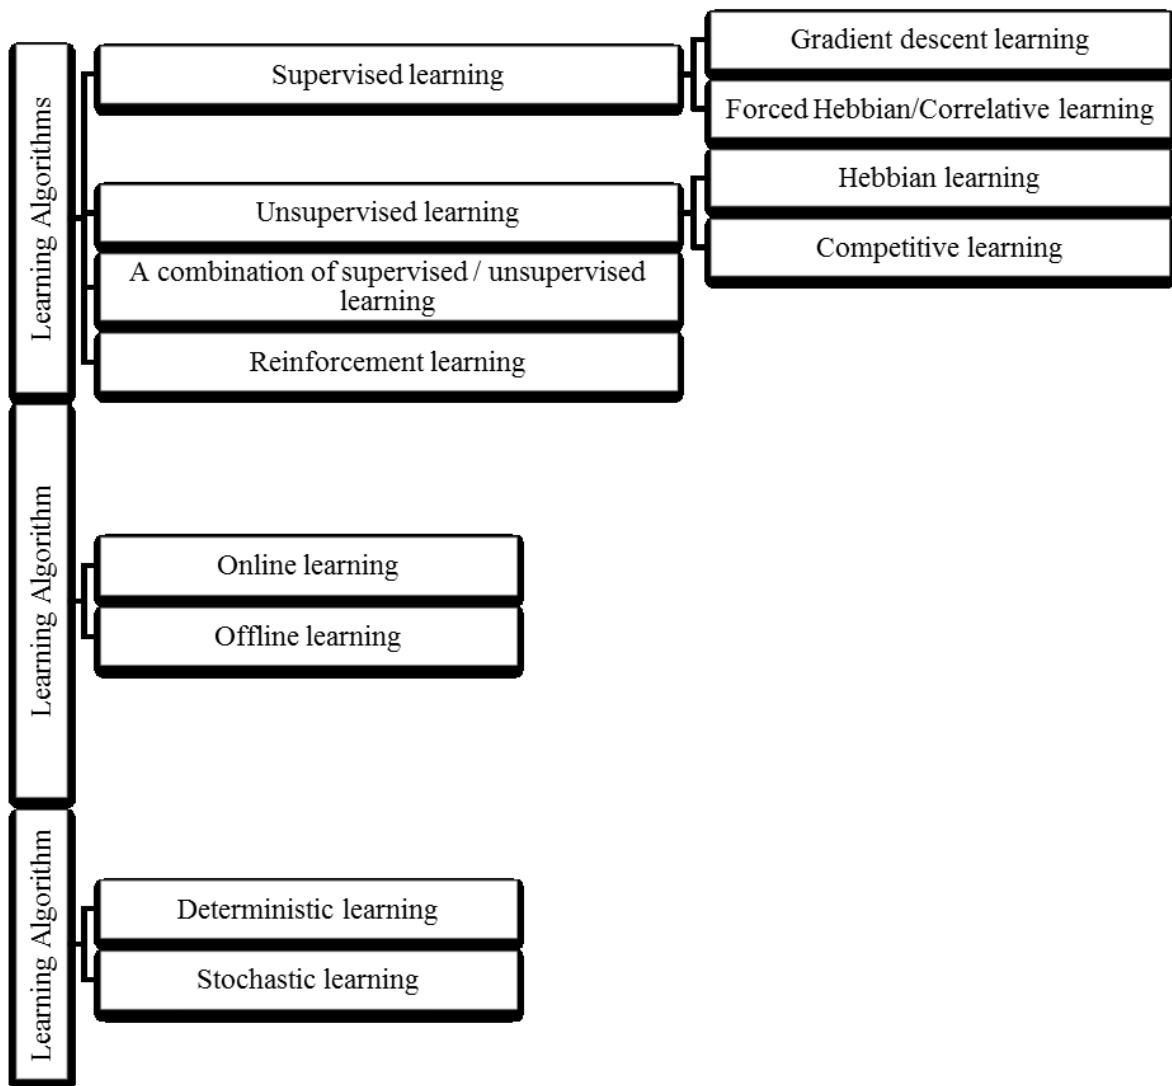 Learning Algorithms
Supervised learning
Gradient descent learning
Forced Hebbian/Correlative learning
Unsupervised learning
Hebbian learning
Competitive learning
A combination of supervised / unsupervised
learning
Reinforcement learning
Learning Algorithm
Online learning
Offline learning
Learning Algorithm
Deterministic learning
Stochastic learning